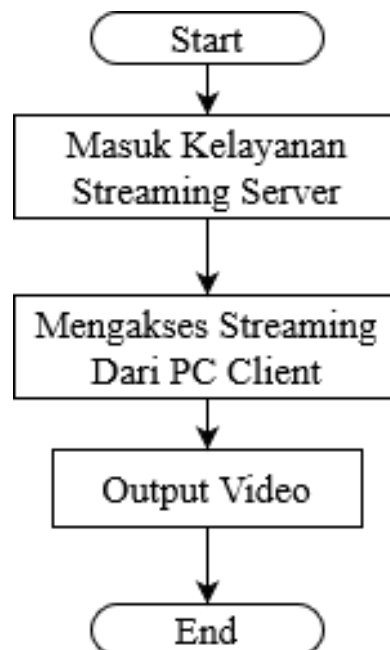 Start
Masuk Kelayanan
Streaming Server
Mengakses Streaming
Dari PC Client
Output Video
End